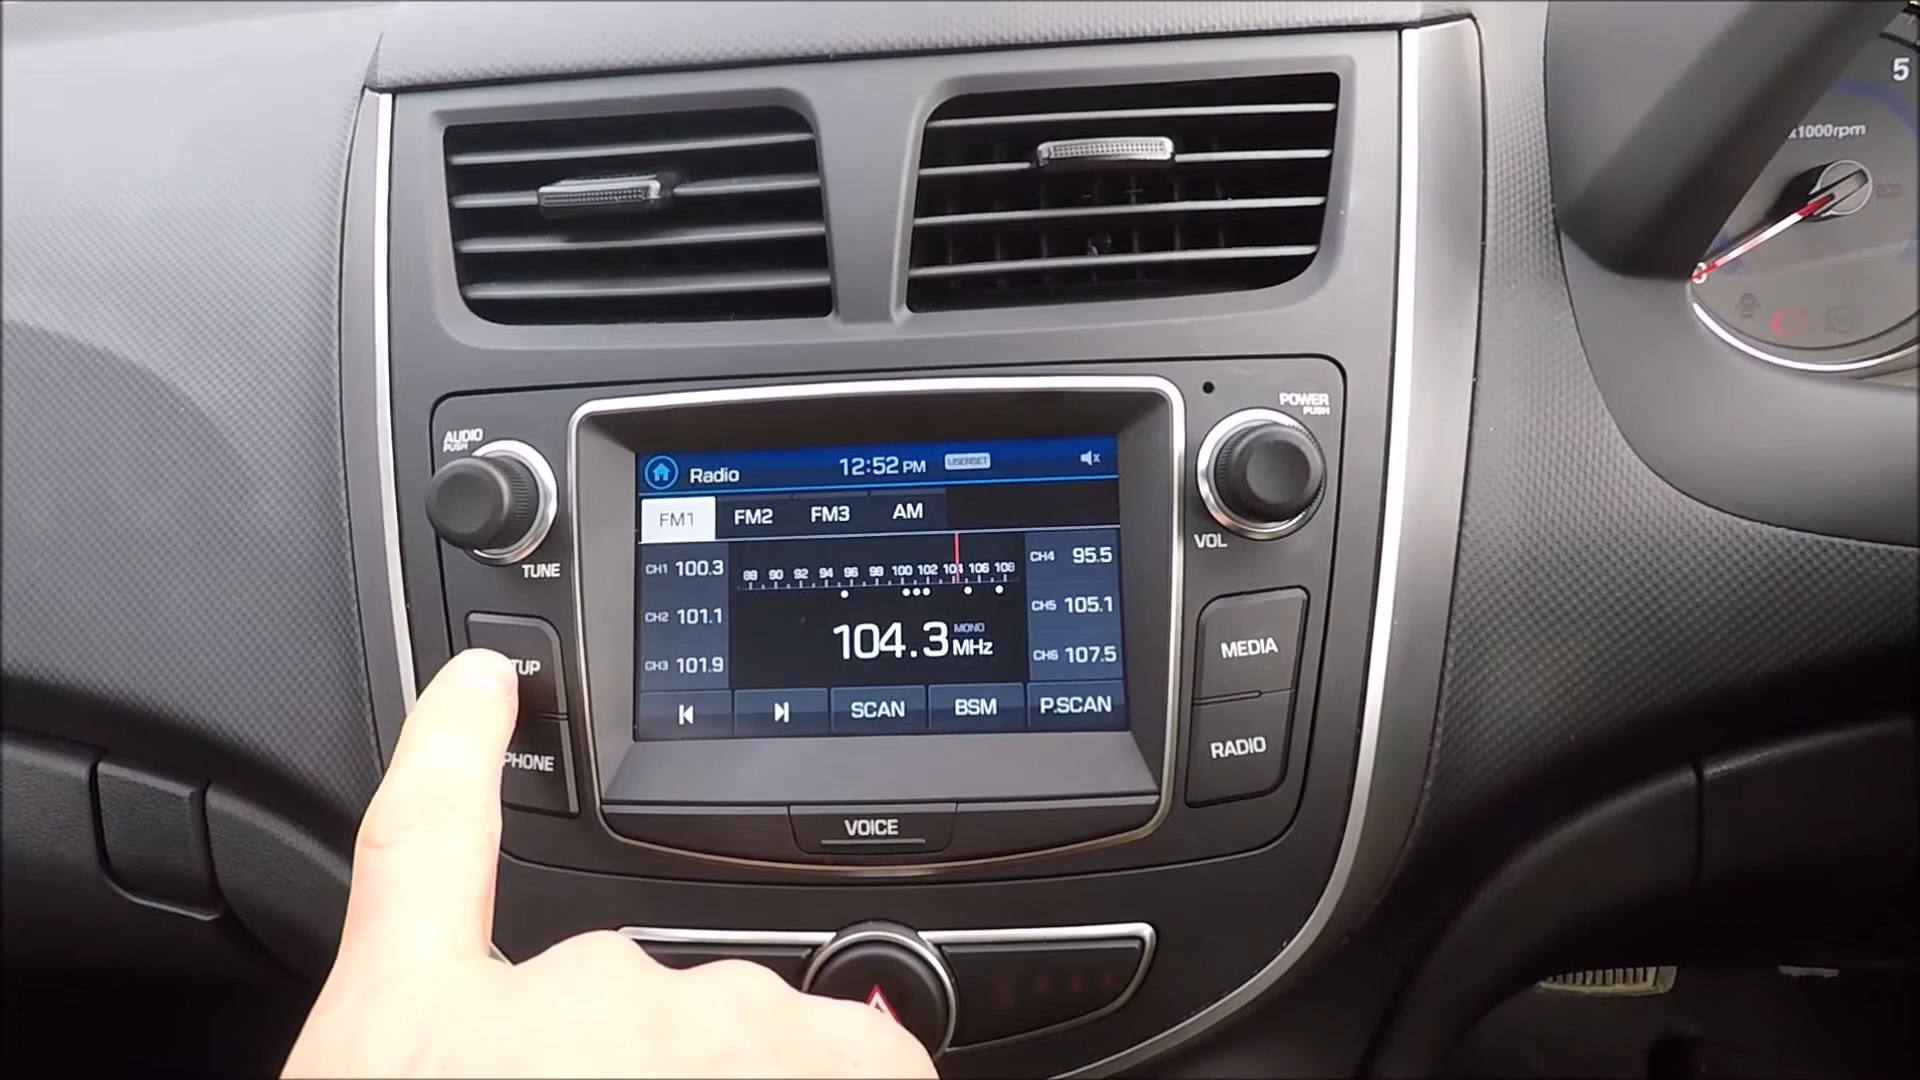 5
x1000rpm
0
AUDIO
PUSH
TUNE
POWER
PUSH
VOL
Radio
12:52 PM
USERSET
FM1 FM2 FM3 AM
CH1 100.3
CH2 101.1
CH3 101.9
88 90 92 94 96 98 100 102 104 106 108
104.3 MONO MHz
CH4 95.5
CH5 105.1
CH6 107.5
SCAN BSM P.SCAN
TUP
PHONE
MEDIA
RADIO
VOICE